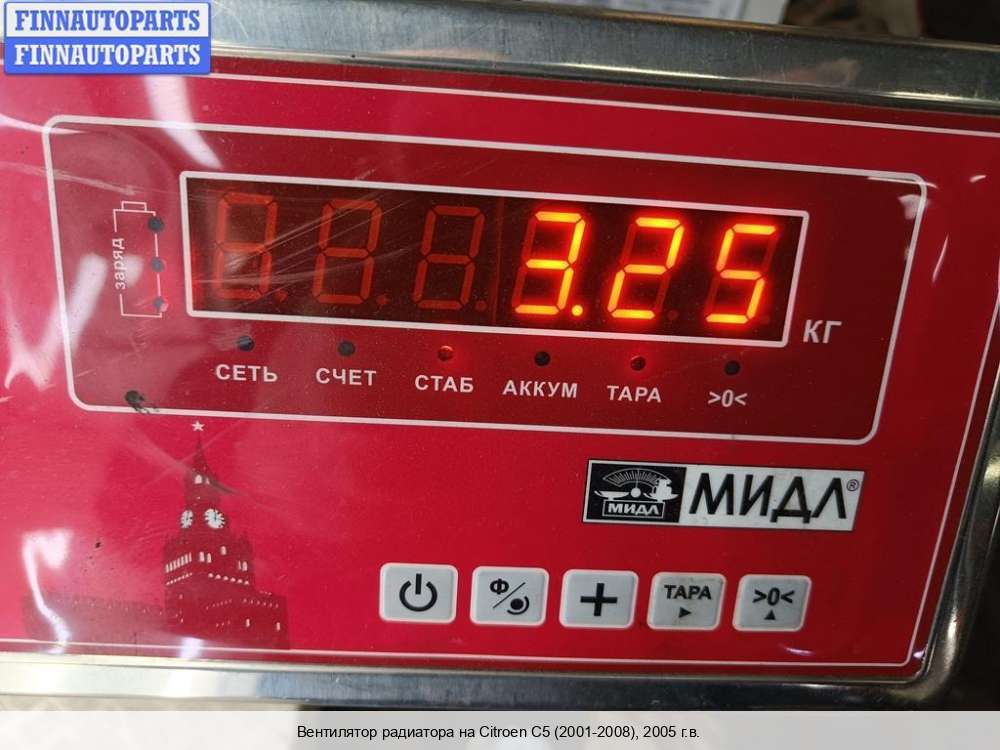 FINNAUTOPARTS
FINNAUTOPARTS
заряд
3.25
КГ
СЕТЬ СЧЕТ СТАБ АККУМ ТАРА >0<
МИДЛ МИДЛ®
Ф
+ ТАРА >0<
Вентилятор радиатора на Citroen C5 (2001-2008), 2005 г.в.